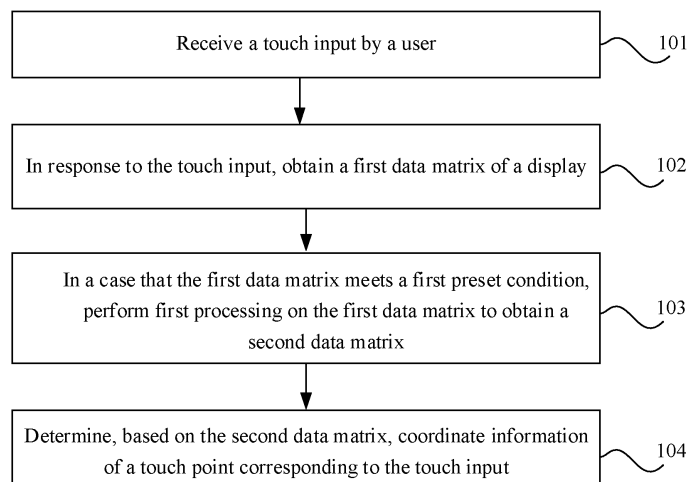 Receive a touch input by a user
101
In response to the touch input, obtain a first data matrix of a display
102
In a case that the first data matrix meets a first preset condition,
perform first processing on the first data matrix to obtain a
second data matrix
103
Determine, based on the second data matrix, coordinate information
of a touch point corresponding to the touch input
104